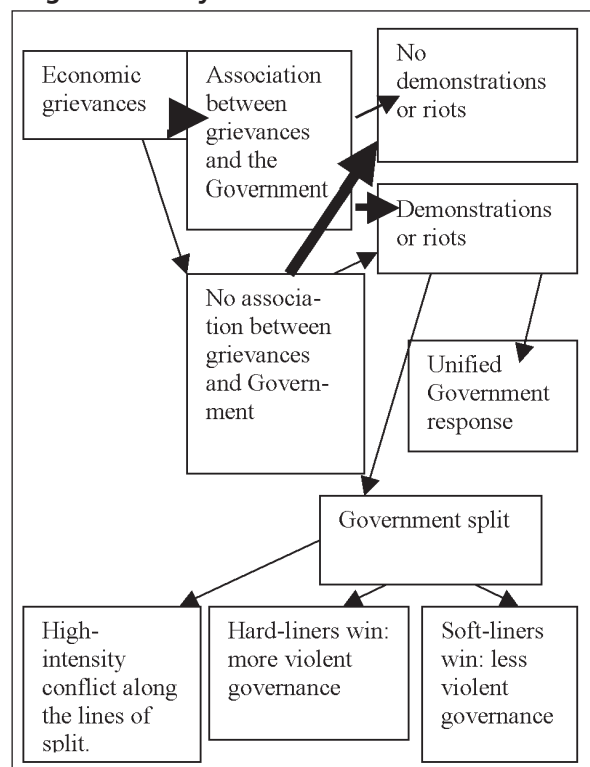 Economic
grievances
Association
between
grievances
and the
Government
No
demonstrations
or riots
Demonstrations
or riots
No associa-
tion between
grievances
and Govern-
ment
Unified
Government
response
Government split
High-
intensity
conflict along
the lines of
split.
Hard-liners win:
more violent
governance
Soft-liners
win: less
violent
governance